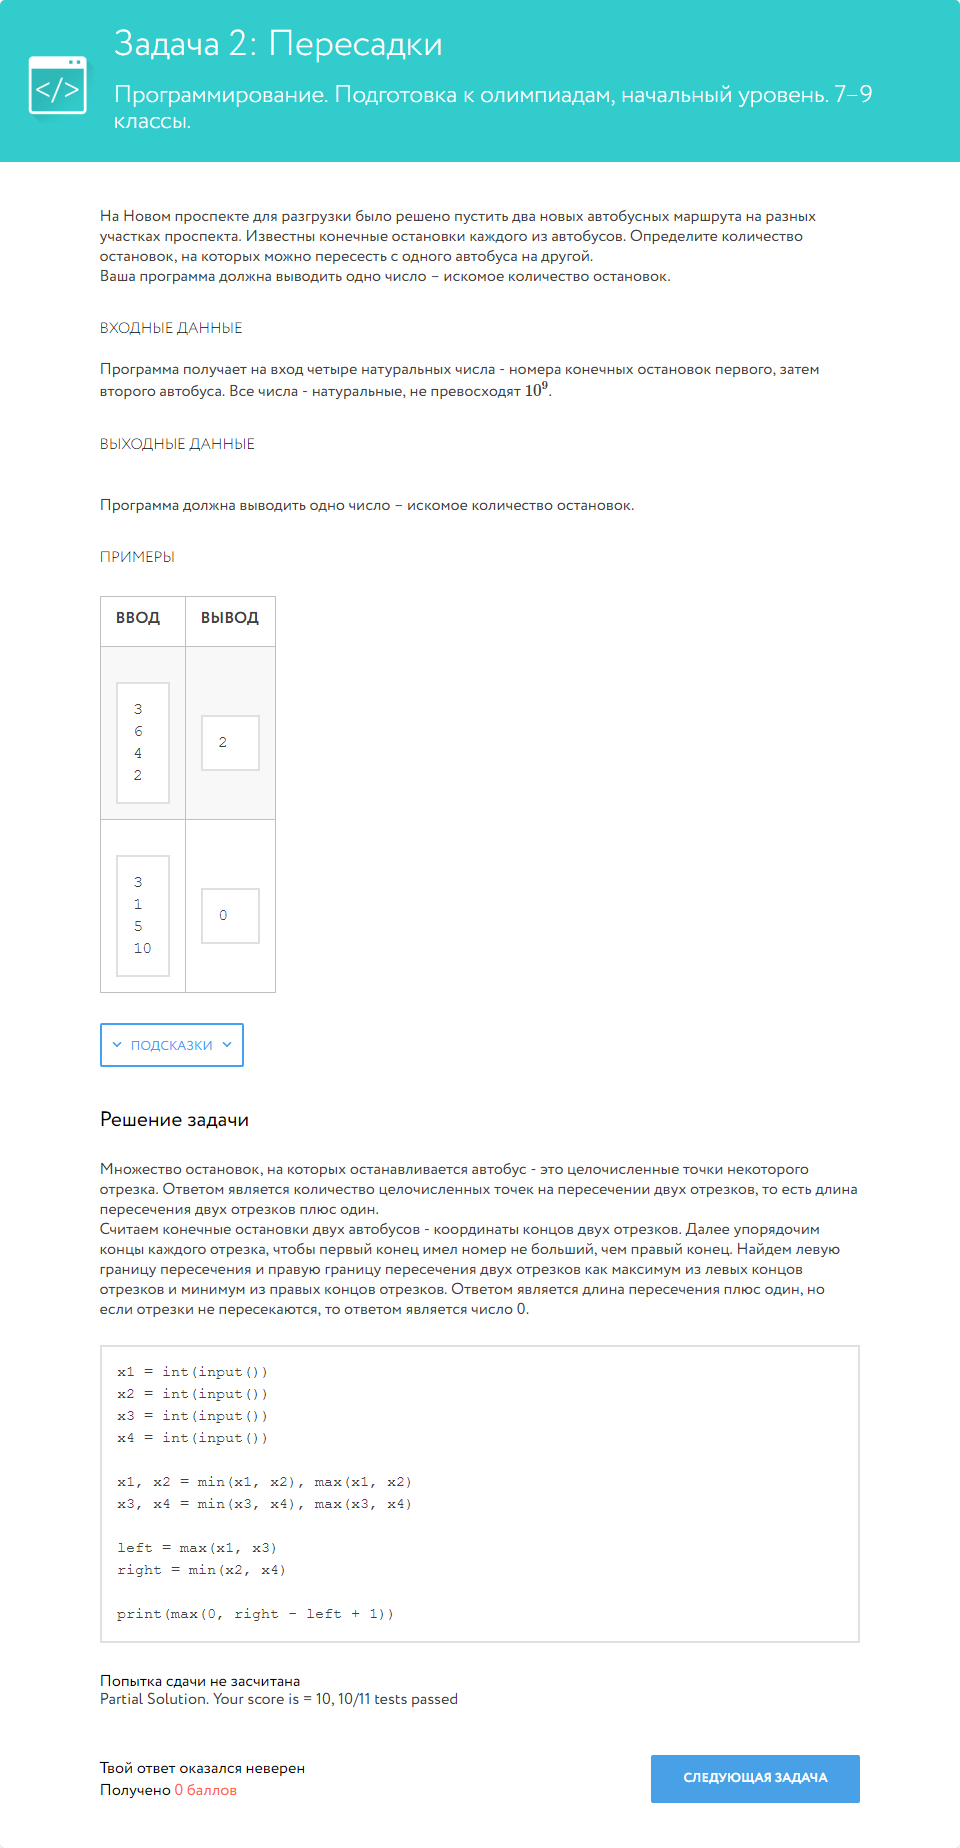 Задача 2: Пересадки
</>
Программирование. Подготовка к олимпиадам, начальный уровень. 7–9
классы.
На Новом проспекте для разгрузки было решено пустить два новых автобусных маршрута на разных
участках проспекта. Известны конечные остановки каждого из автобусов. Определите количество
остановок, на которых можно пересесть с одного автобуса на другой.
Ваша программа должна выводить одно число – искомое количество остановок.
ВХОДНЫЕ ДАННЫЕ
Программа получает на вход четыре натуральных числа - номера конечных остановок первого, затем
второго автобуса. Все числа - натуральные, не превосходят 10⁹.
ВЫХОДНЫЕ ДАННЫЕ
Программа должна выводить одно число – искомое количество остановок.
ПРИМЕРЫ
ВВОД ВЫВОД
3
6
4
2
2
3
1
5
10
0
ПОДСКАЗКИ
Решение задачи
Множество остановок, на которых останавливается автобус - это целочисленные точки некоторого
отрезка. Ответом является количество целочисленных точек на пересечении двух отрезков, то есть длина
пересечения двух отрезков плюс один.
Считаем конечные остановки двух автобусов - координаты концов двух отрезков. Далее упорядочим
концы каждого отрезка, чтобы первый конец имел номер не больший, чем правый конец. Найдем левую
границу пересечения и правую границу пересечения двух отрезков как максимум из левых концов
отрезков и минимум из правых концов отрезков. Ответом является длина пересечения плюс один, но
если отрезки не пересекаются, то ответом является число 0.
x1 = int(input())
x2 = int(input())
x3 = int(input())
x4 = int(input())
x1, x2 = min(x1, x2), max(x1, x2)
x3, x4 = min(x3, x4), max(x3, x4)
left = max(x1, x3)
right = min(x2, x4)
print(max(0, right - left + 1))
Попытка сдачи не засчитана
Partial Solution. Your score is = 10, 10/11 tests passed
Твой ответ оказался неверен
Получено 0 баллов
СЛЕДУЮЩАЯ ЗАДАЧА